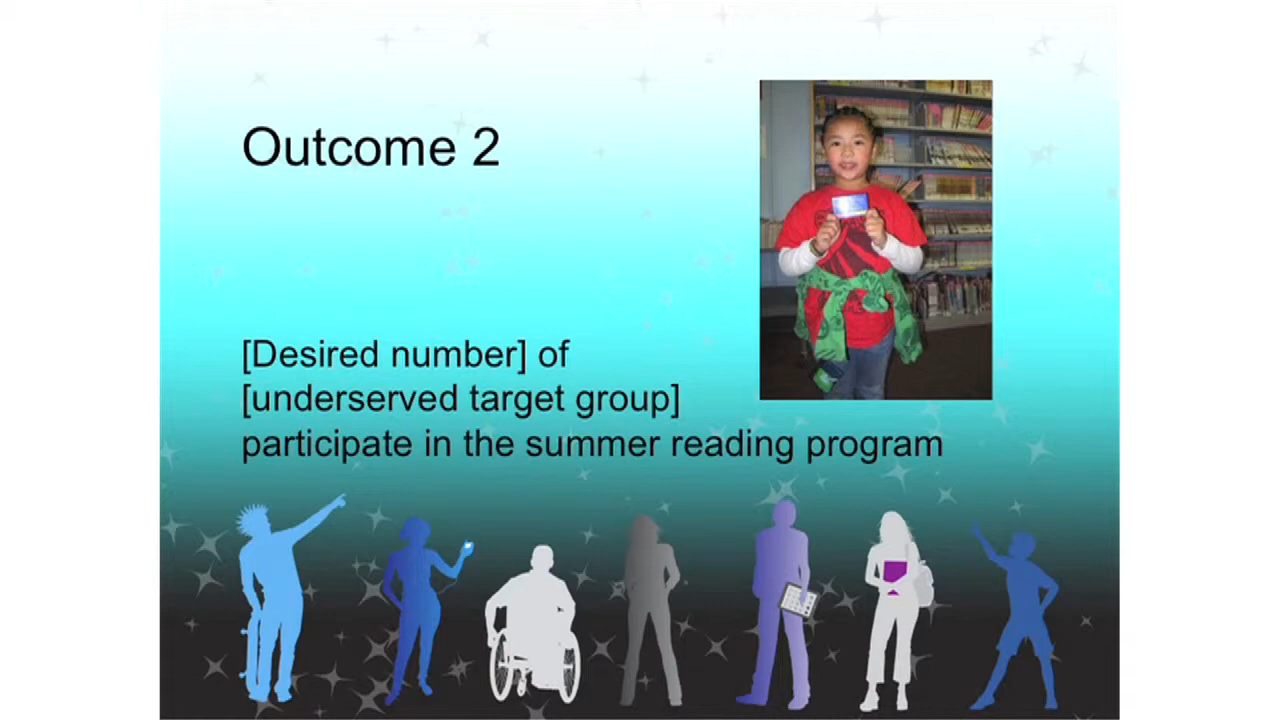 Outcome 2
[Desired number] of
[underserved target group]
participate in the summer reading program